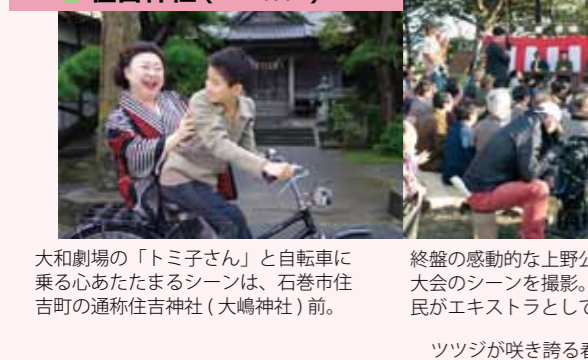 大和劇場の「トミ子さん」と自転車に
乗る心あたたまるシーンは、石巻市住
吉町の通称住吉神社 ( 大嶋神社 ) 前。
終盤の感動的な上野公
大会のシーンを撮影。
民がエキストラとして
ツツジが咲き誇る春